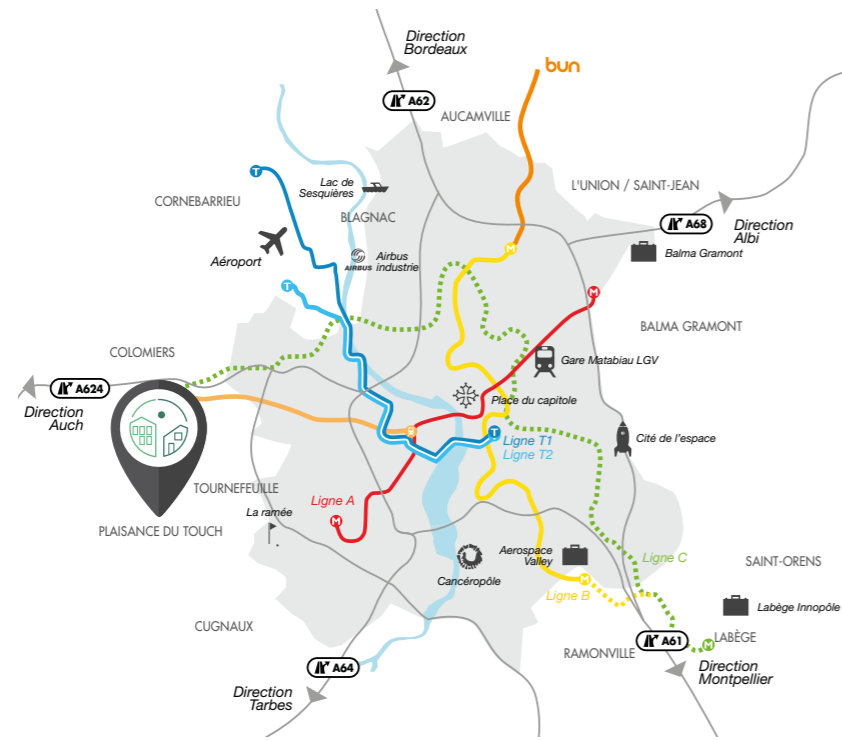 Direction
Bordeaux
bun
A62
AUCAMVILLE
T
Lac de
Sesquières
L'UNION / SAINT-JEAN
CORNEBARRIEU
BLAGNAC
A68
Direction
Albi
M
Aéroport
AIRBUS
Airbus
industrie
Balma Gramont
T
M
BALMA GRAMONT
COLOMIERS
Gare Matabiau LGV
A624
Direction
Auch
Place du capitole
T
Ligne T1
Ligne T2
Cité de l'espace
TOURNEFEUILLE
La ramée
Ligne A
M
PLAISANCE DU TOUCH
Cancéropôle
Aerospace
Valley
Ligne C
SAINT-ORENS
M
Ligne B
Labège Innopôle
CUGNAUX
RAMONVILLE
A61
M
LABÈGE
A64
Direction
Tarbes
Direction
Montpellier